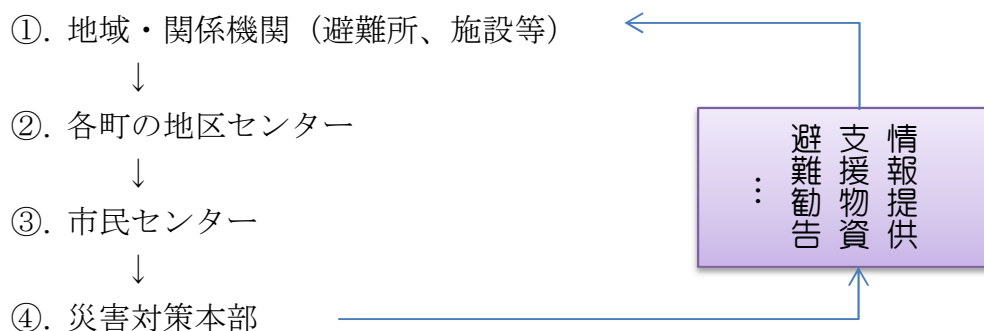 ①. 地域・関係機関（避難所、施設等）
↓
②. 各町の地区センター
↓
③. 市民センター
↓
④. 災害対策本部
情報提供
支援物資
避難勧告
…